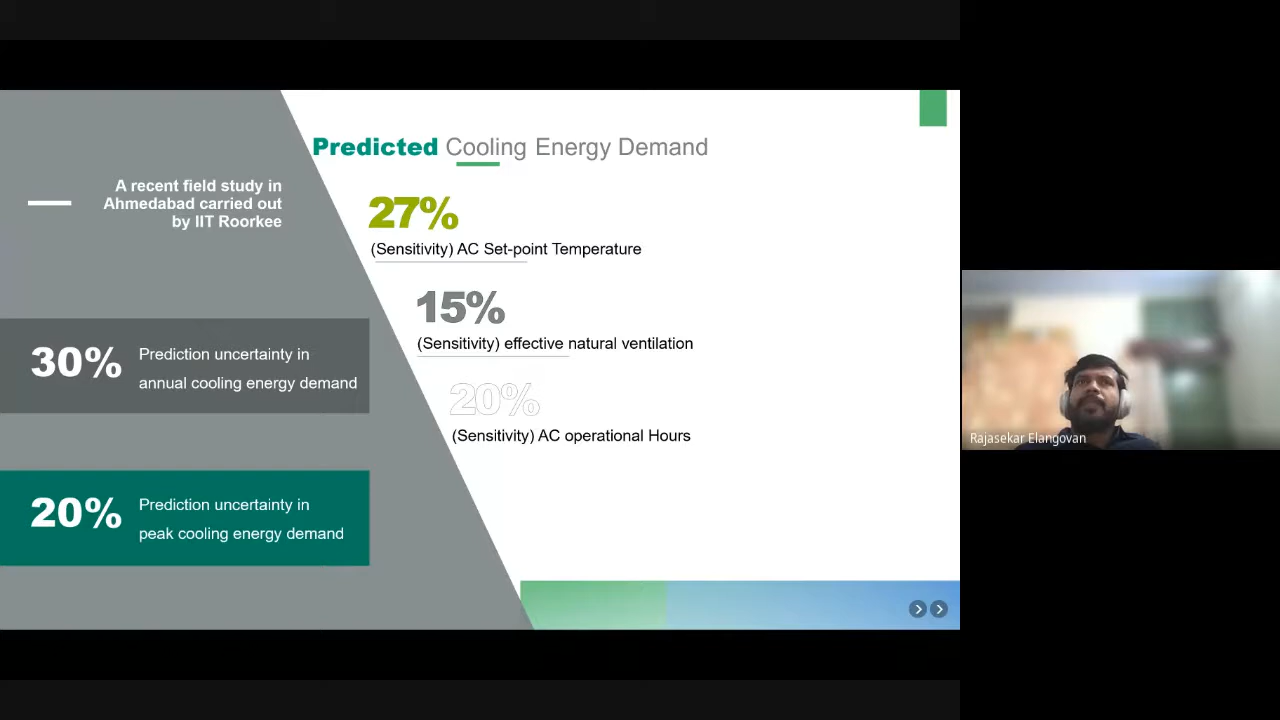 Predicted Cooling Energy Demand
A recent field study in
Ahmedabad carried out
by IIT Roorkee
27%
(Sensitivity) AC Set-point Temperature
15%
(Sensitivity) effective natural ventilation
20%
(Sensitivity) AC operational Hours
30%
Prediction uncertainty in
annual cooling energy demand
20%
Prediction uncertainty in
peak cooling energy demand
Rajasekar Elangovan